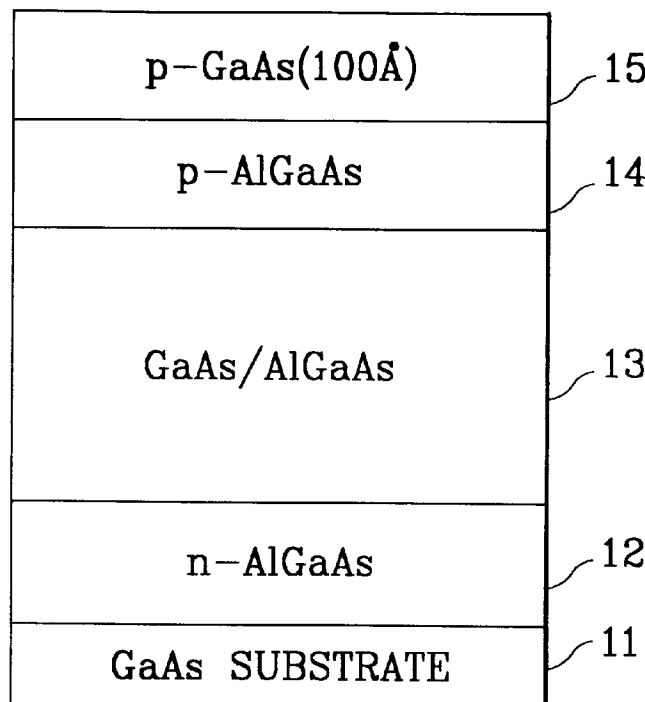 p-GaAs(100Å)
15
p-AlGaAs
14
GaAs/AlGaAs
13
n-AlGaAs
12
GaAs SUBSTRATE
11